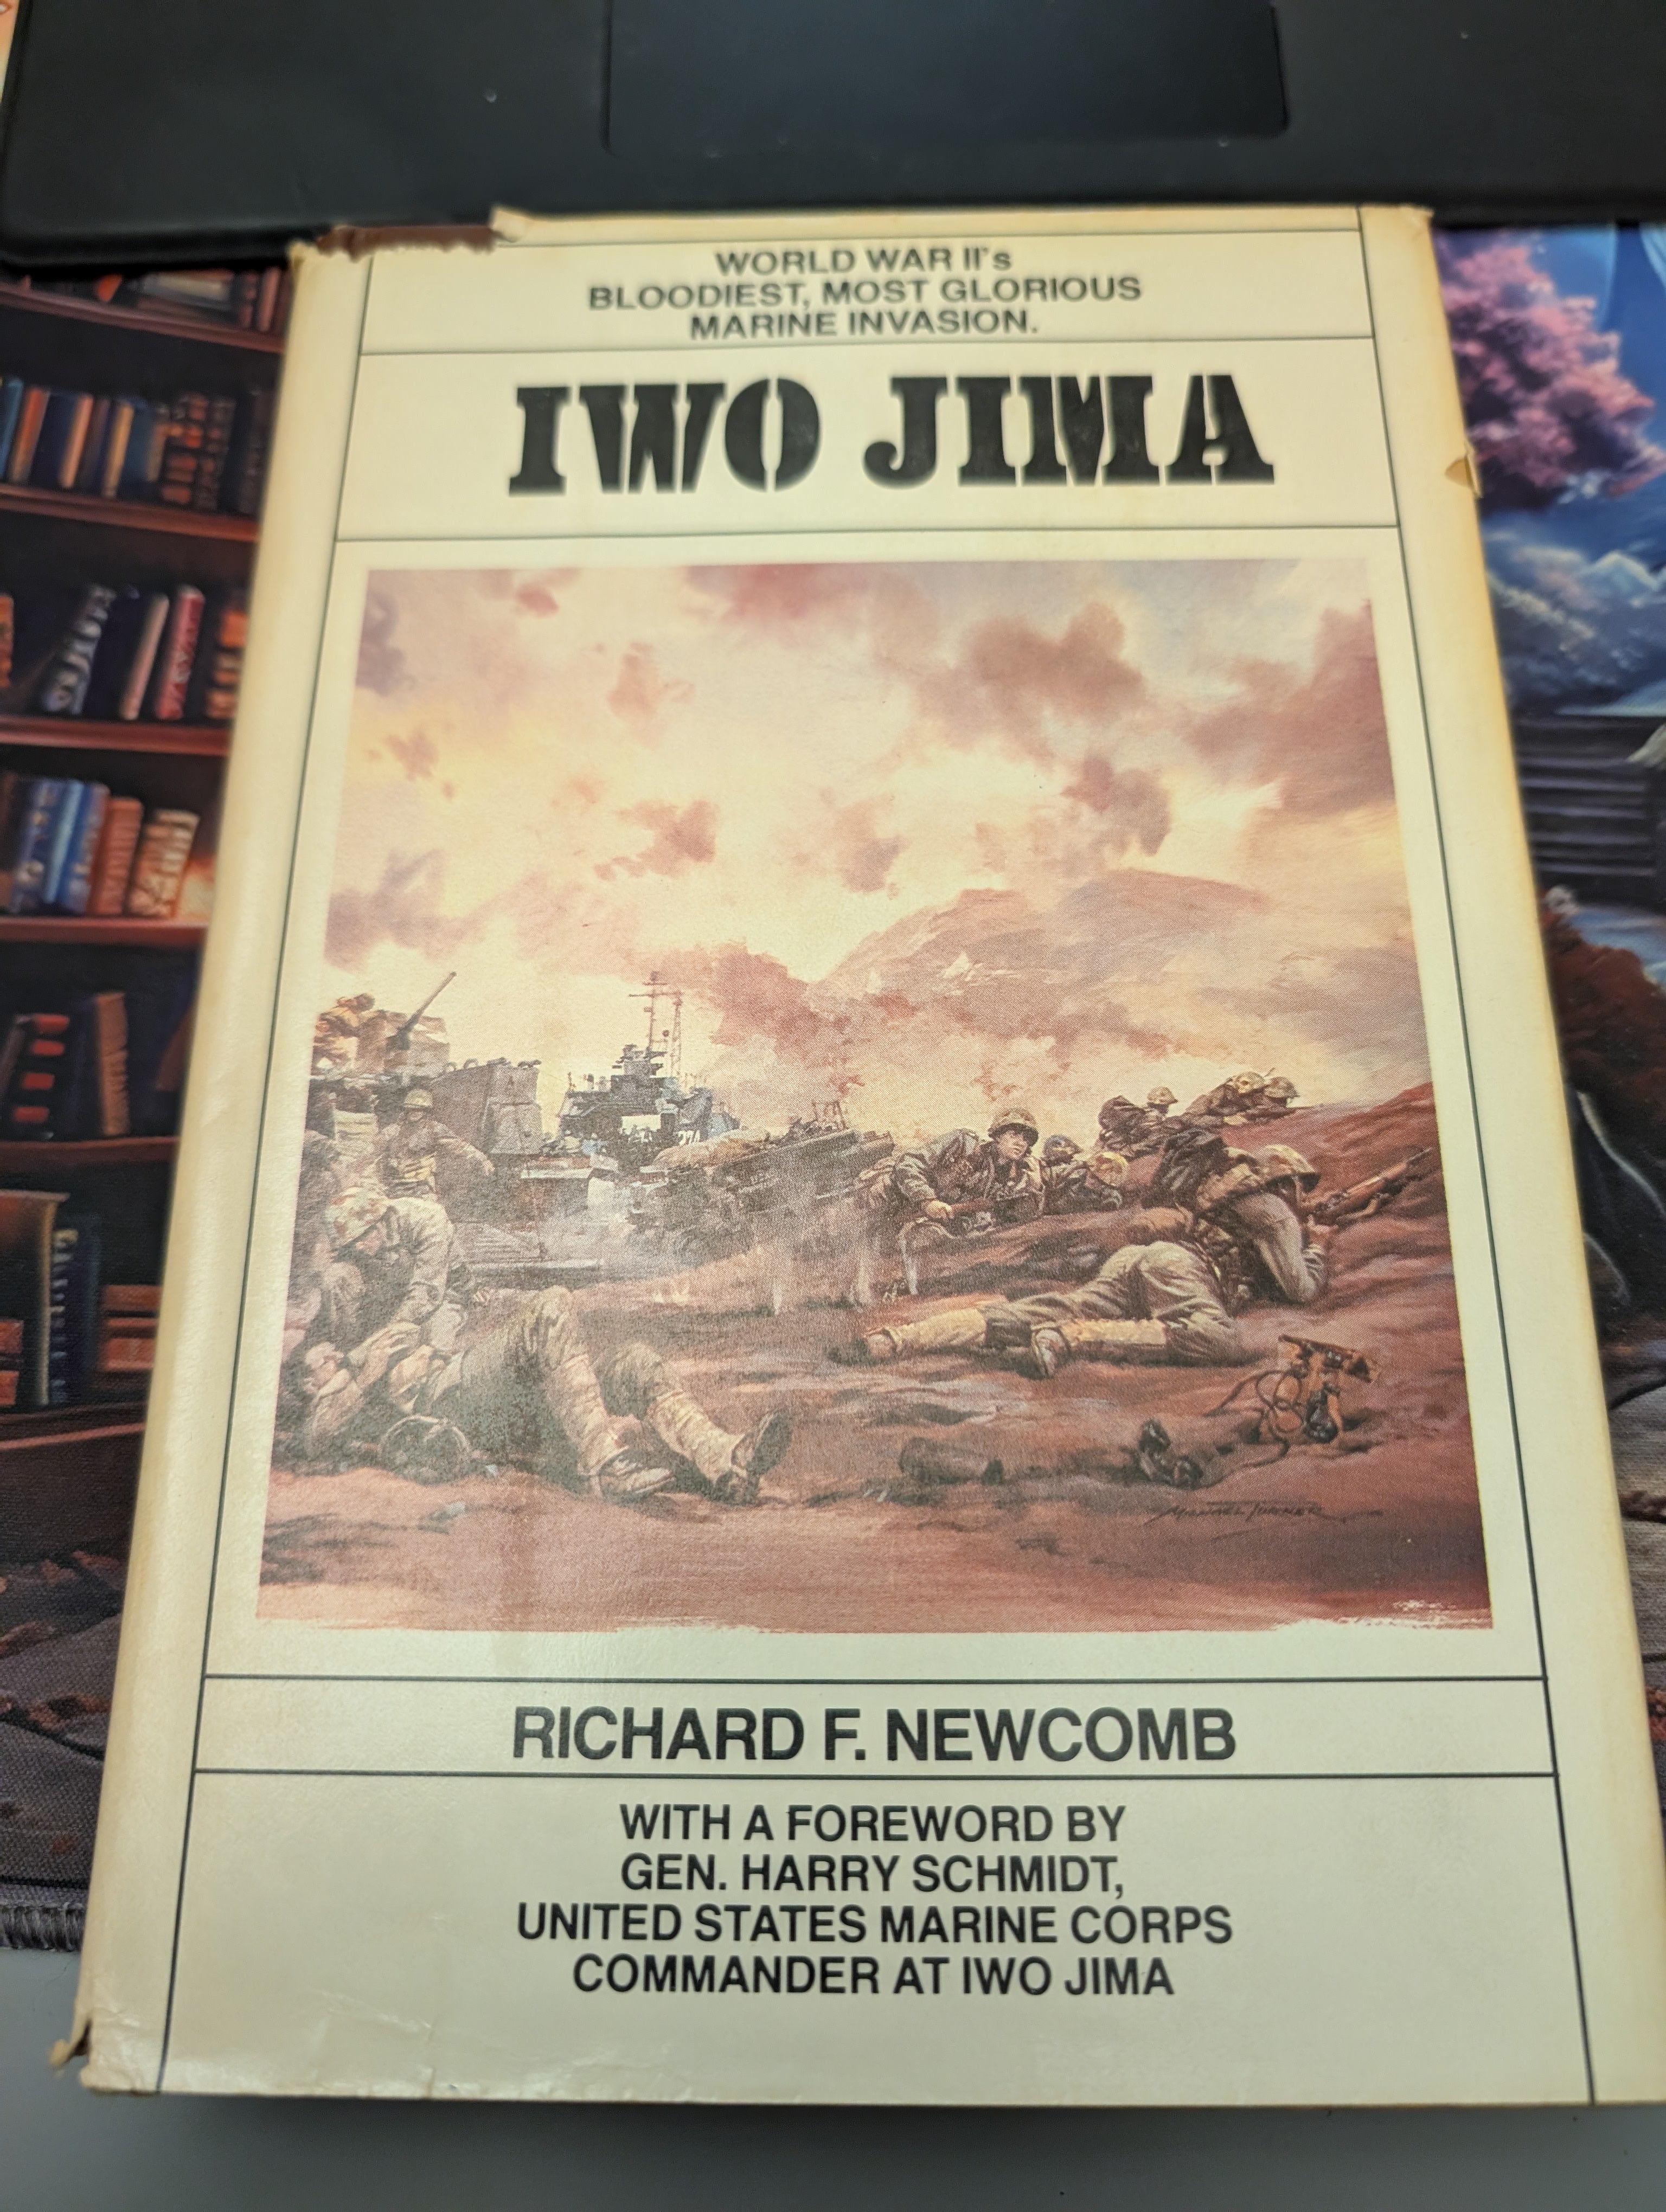 WORLD WAR II's
BLOODIEST, MOST GLORIOUS
MARINE INVASION.
IWO JIMA
274
RICHARD F. NEWCOMB
WITH A FOREWORD BY
GEN. HARRY SCHMIDT,
UNITED STATES MARINE CORPS
COMMANDER AT IWO JIMA